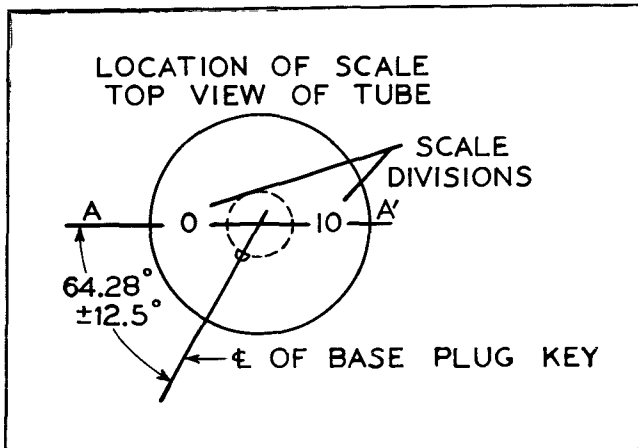 LOCATION OF SCALE
TOP VIEW OF TUBE
SCALE
DIVISIONS
A 0 10 A'
64.28°
±12.5°
℄ OF BASE PLUG KEY